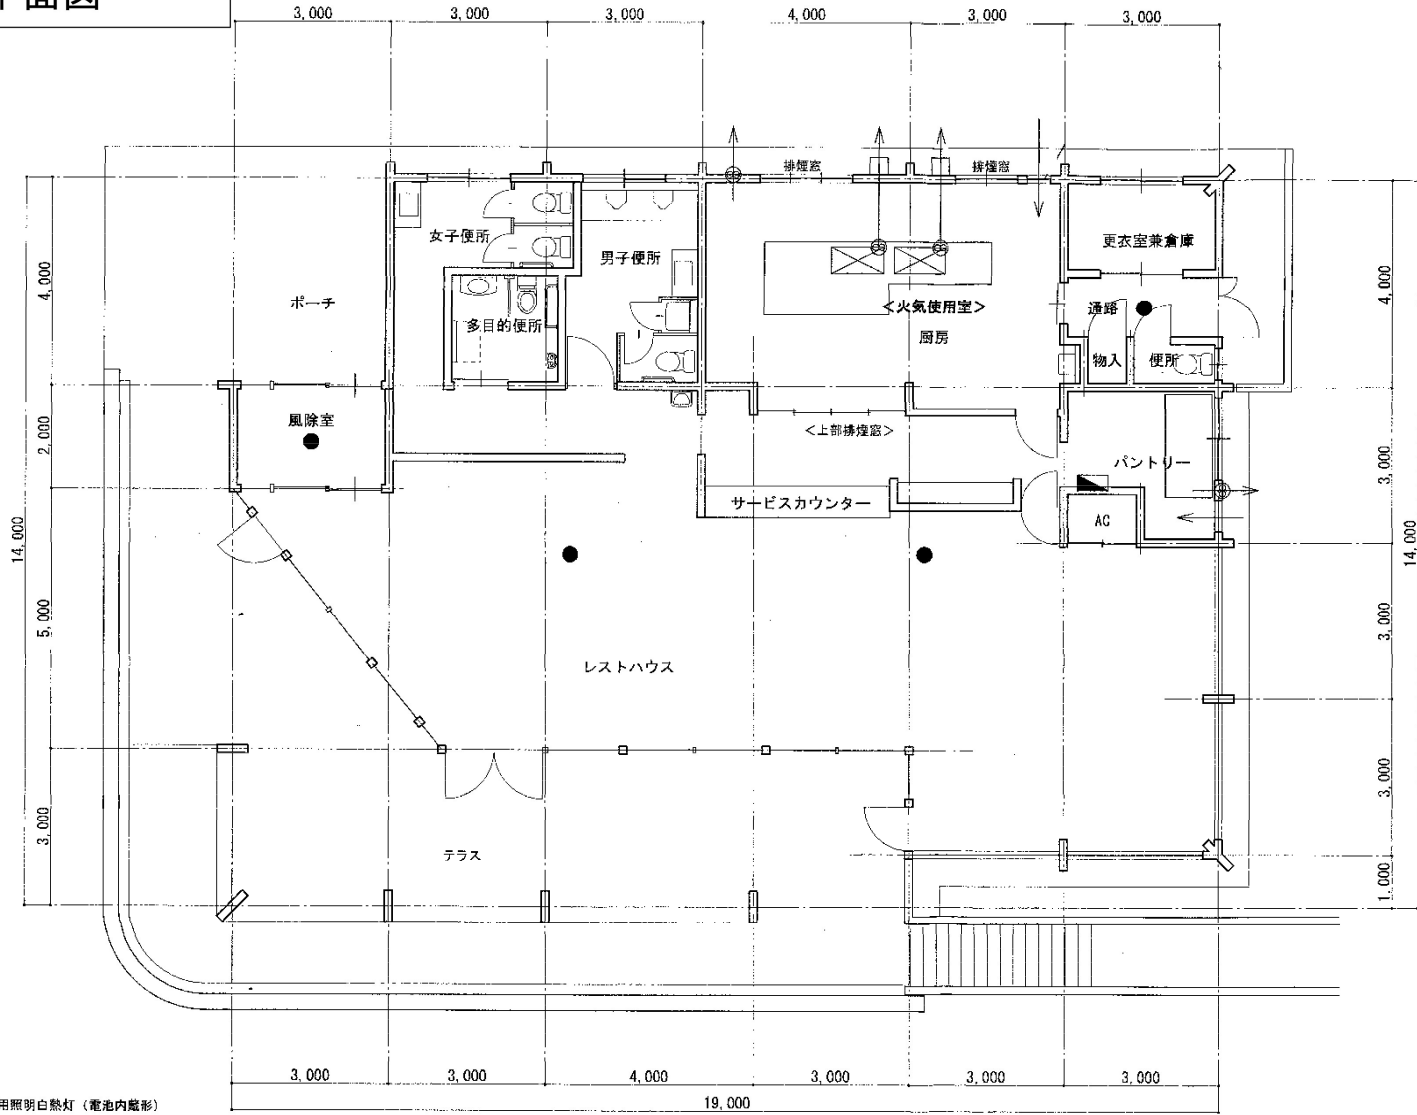 平面図
3,000
3,000
3,000
4,000
3,000
3,000
排煙窓
排煙窓
女子便所
男子便所
更衣室兼倉庫
4,000
4,000
ポーチ
多目的便所
<火気使用室>
厨房
通路
物入
便所
風除室
2,000
<上部排煙窓>
パントリー
3,000
サービスカウンター
AC
14,000
14,000
5,000
3,000
レストハウス
3,000
3,000
テラス
1,000
3,000
3,000
4,000
3,000
3,000
3,000
19,000
用照明白熱灯(電池内蔵形)